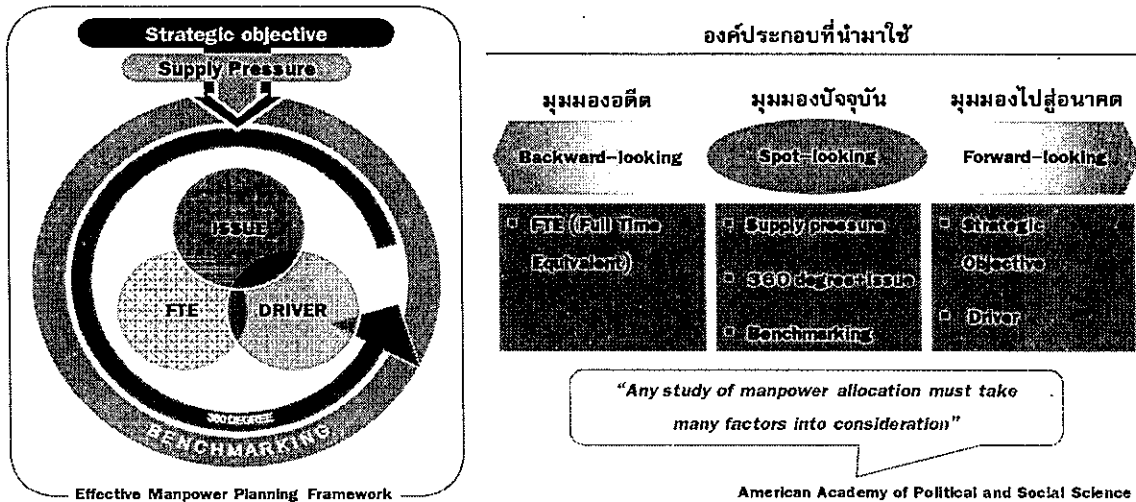 Strategic objective
Supply Pressure
ISSUE
FTE
DRIVER
360 DEGREE
BENCHMARKING
Effective Manpower Planning Framework
องค์ประกอบที่นำมาใช้
มุมมองอดีต
มุมมองปัจจุบัน
มุมมองไปสู่อนาคต
Backward-looking
Spot-looking
Forward-looking
▪ FTE (Full Time
Equivalent)
▪ Supply pressure
▪ 360 degree+issue
▪ Benchmarking
▪ Strategic
Objective
▪ Driver
"Any study of manpower allocation must take
many factors into consideration"
American Academy of Political and Social Science